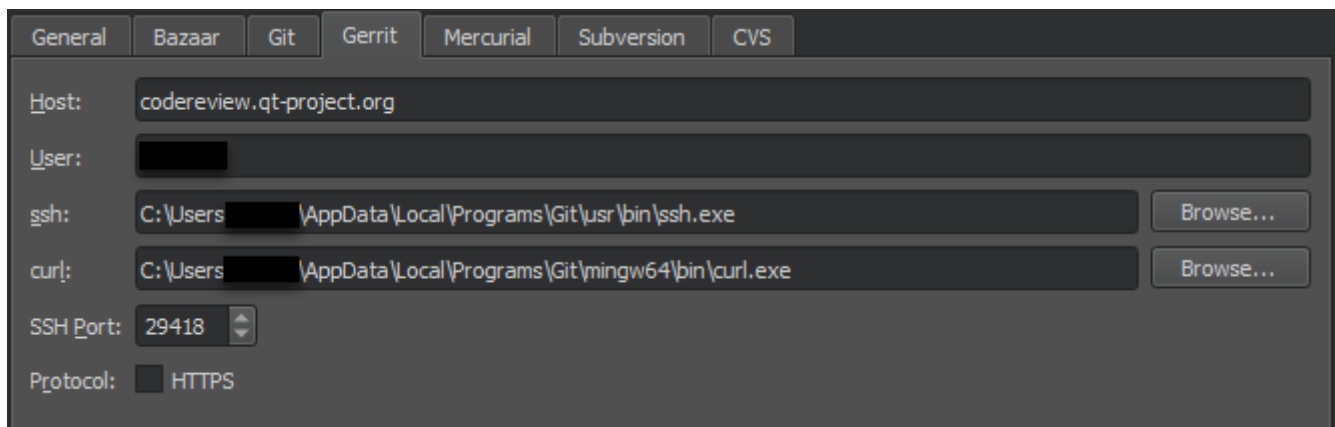 General Bazaar Git Gerrit Mercurial Subversion CVS
Host: codereview.qt-project.org
User:
ssh: C:\Users \AppData\Local\Programs\Git\usr\bin\ssh.exe Browse...
curl: C:\Users \AppData\Local\Programs\Git\mingw64\bin\curl.exe Browse...
SSH Port: 29418
Protocol: HTTPS